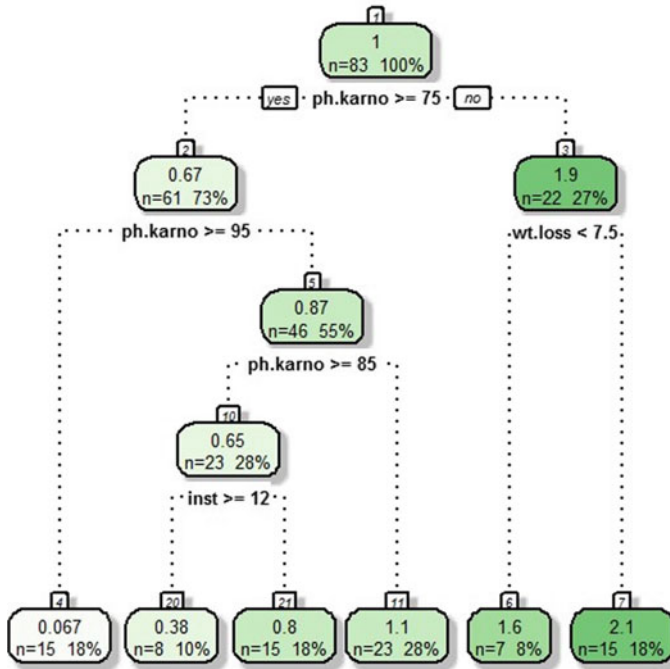 1
1
n=83 100%
yes ph.karno >= 75 no
2
0.67
n=61 73%
3
1.9
n=22 27%
ph.karno >= 95
wt.loss < 7.5
5
0.87
n=46 55%
ph.karno >= 85
10
0.65
n=23 28%
inst >= 12
4
0.067
n=15 18%
20
0.38
n=8 10%
21
0.8
n=15 18%
11
1.1
n=23 28%
6
1.6
n=7 8%
7
2.1
n=15 18%